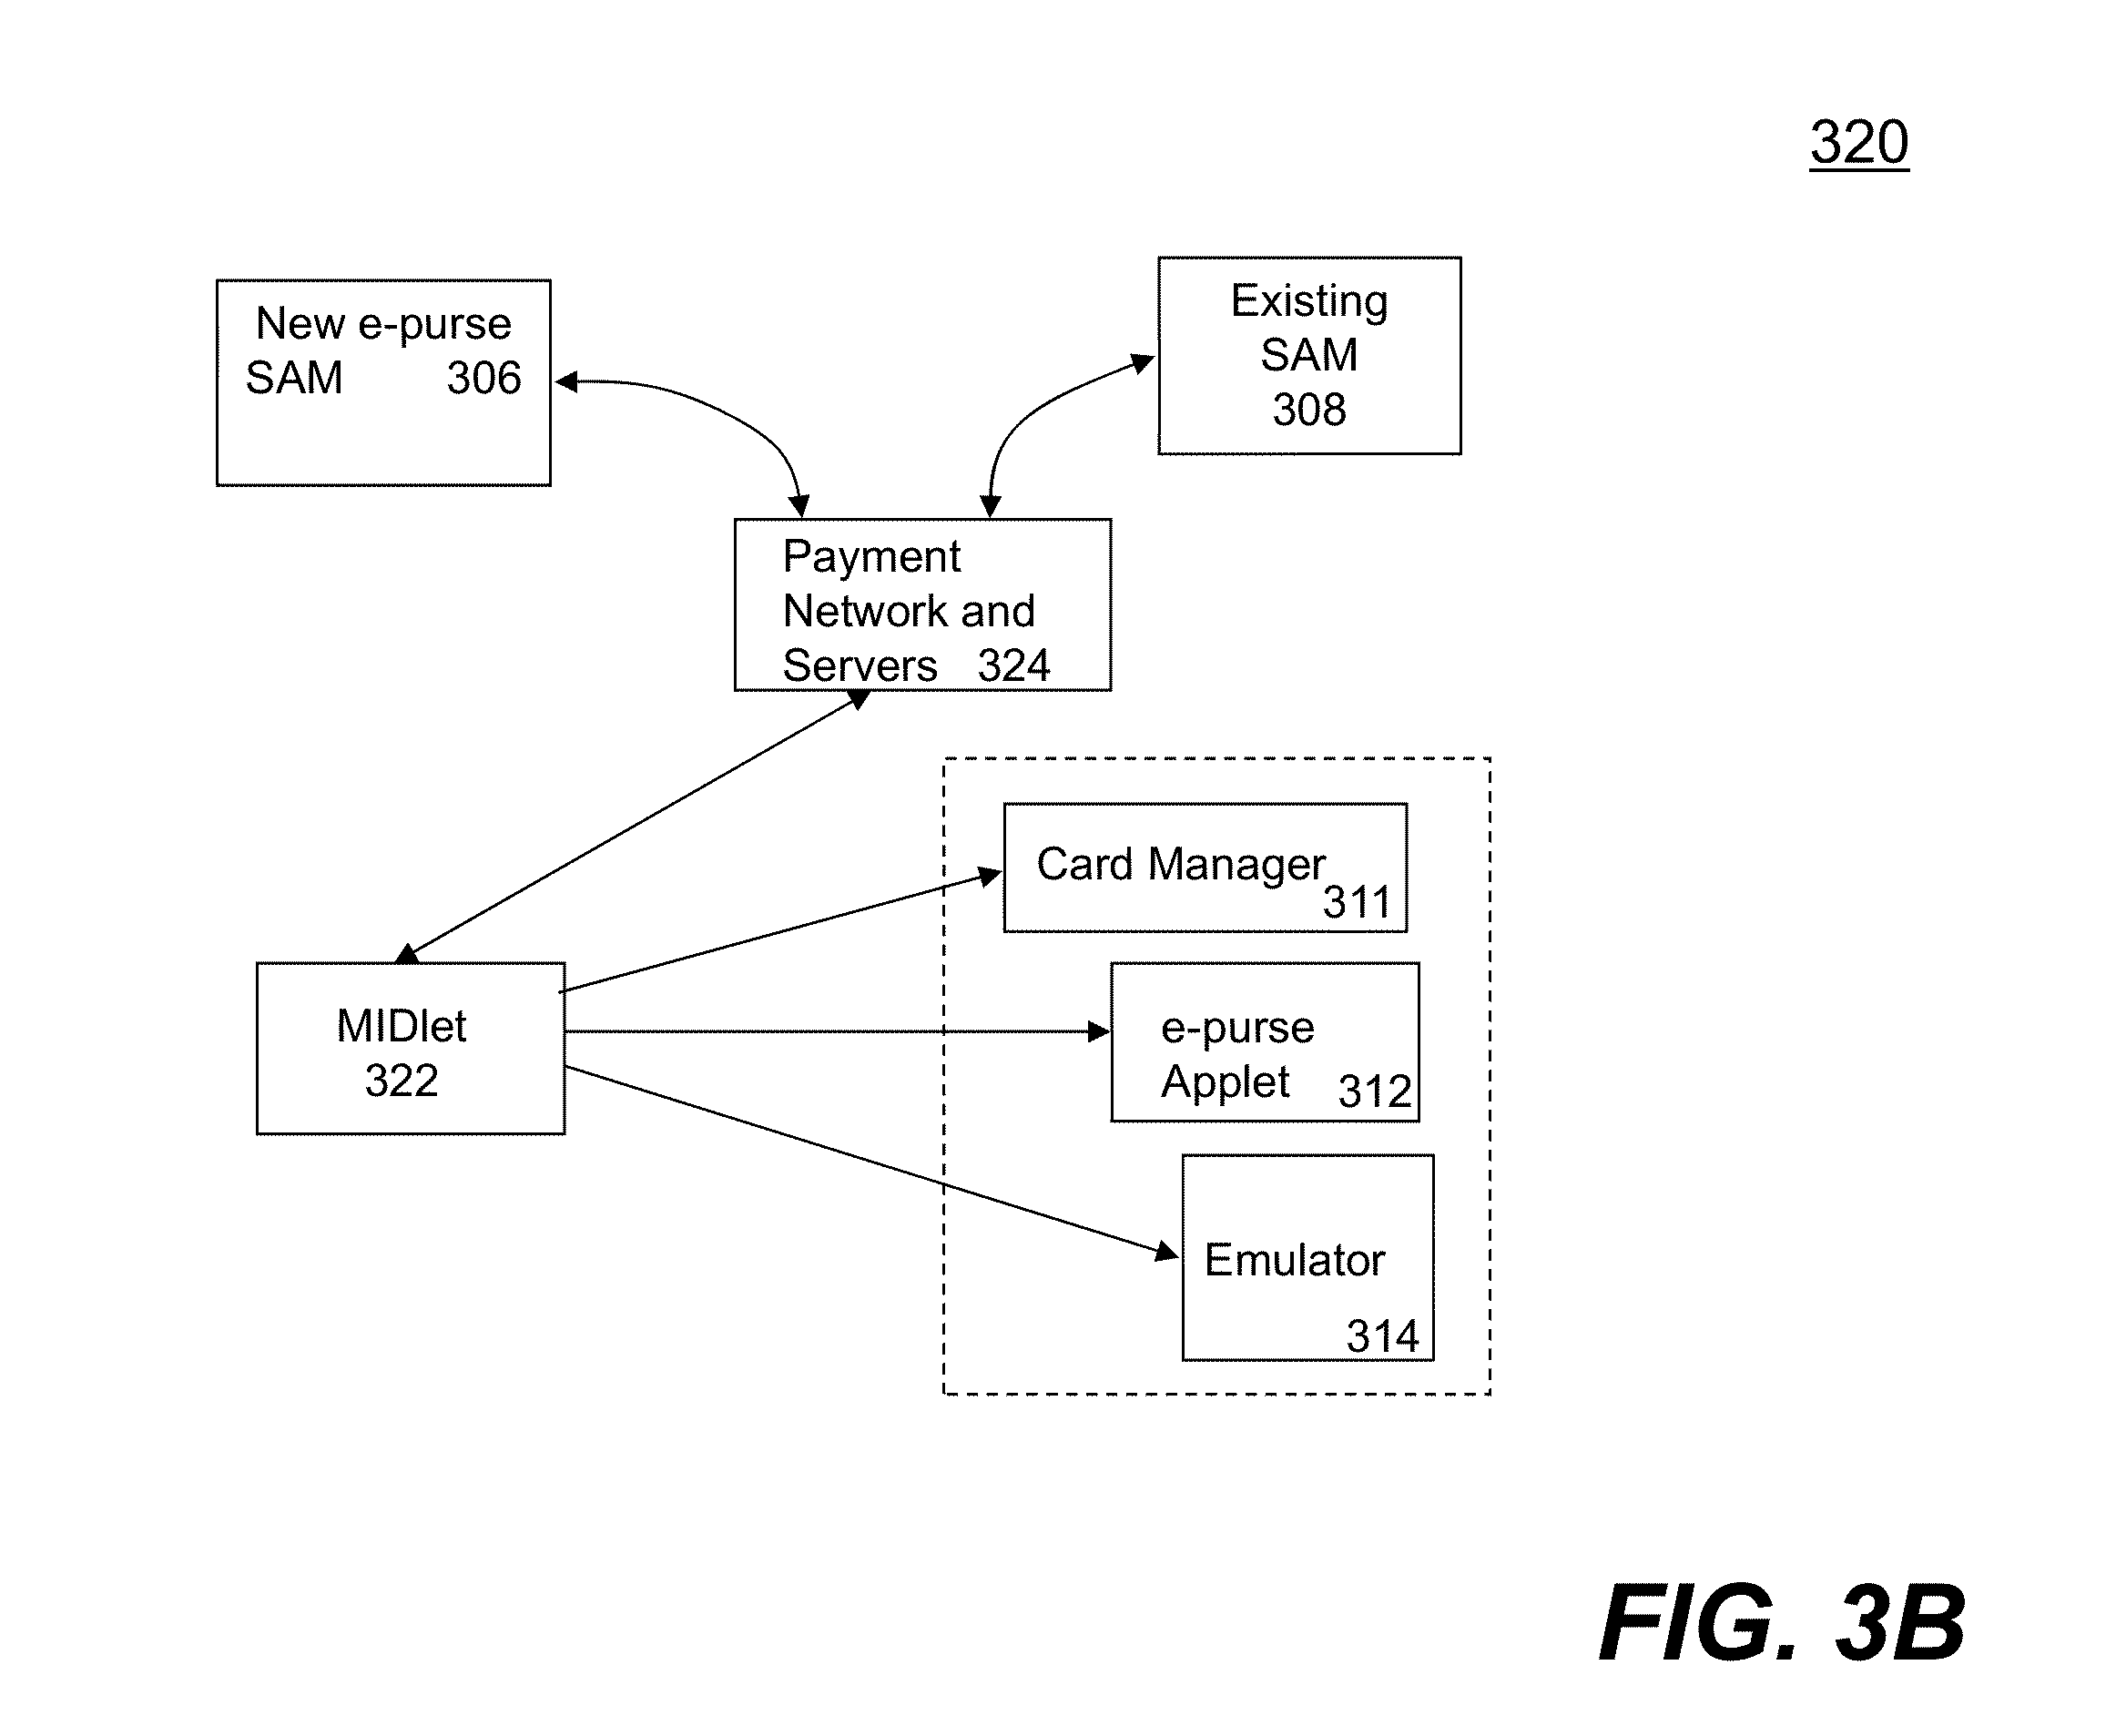 320
New e-purse
SAM 306
Existing
SAM
308
Payment
Network and
Servers 324
Card Manager
311
MIDlet
322
e-purse
Applet 312
Emulator
314
FIG. 3B